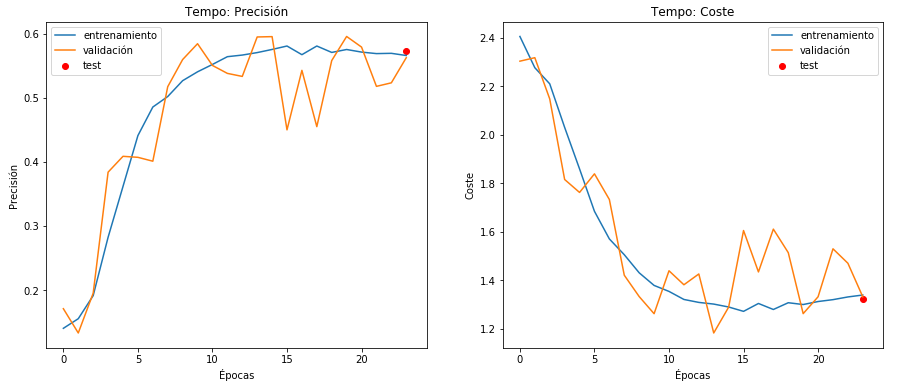 Tempo: Precisión
entrenamiento
validación
test
0.6
0.5
0.4
0.3
0.2
Precisión
0
5
10
15
20
Épocas
Tempo: Coste
entrenamiento
validación
test
2.4
2.2
2.0
1.8
1.6
1.4
1.2
Coste
0
5
10
15
20
Épocas